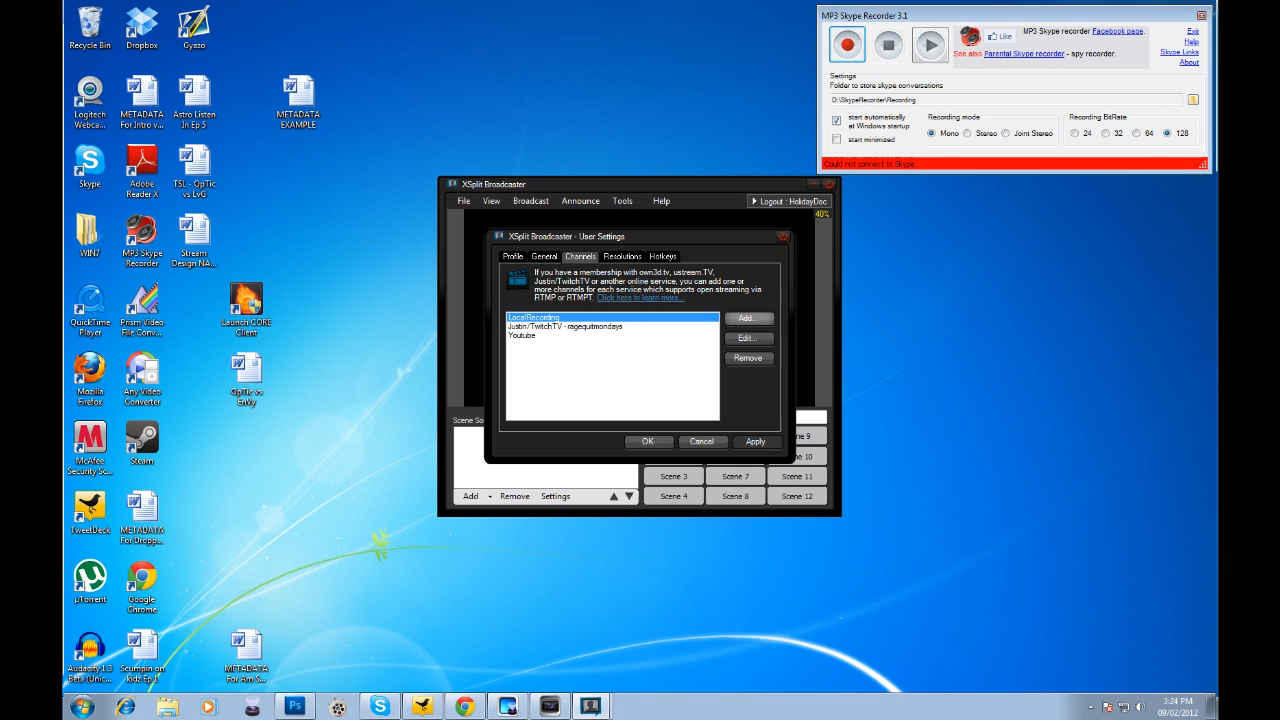 Recycle Bin
Dropbox
Gyazo
Logitech Webca...
METADATA For Intro v...
Astro Listen In Ep 5
METADATA EXAMPLE
Skype
Adobe Reader X
TSL - OpTic vs LvG
WIN7
MP3 Skype Recorder
Stream Design NA...
QuickTime Player
Prism Video File Conv...
Launch GORE Client
Mozilla Firefox
Any Video Converter
OpTic vs EnVy
McAfee Security Sc...
Steam
TweetDeck
METADATA For Dropp...
µTorrent
Google Chrome
Audacity 1.3 Beta (Unic...
Scumpin on kidz Ep 1
METADATA For Am S...
MP3 Skype Recorder 3.1
Like
MP3 Skype recorder Facebook page.
See also Parental Skype recorder - spy recorder.
Exit
Help
Skype Links
About
Settings
Folder to store skype conversations
D:\SkypeRecorder\Recording
start automatically
at Windows startup
start minimized
Recording mode
Mono Stereo Joint Stereo
Recording BitRate
24 32 64 128
Could not connect to Skype
XSplit Broadcaster
File View Broadcast Announce Tools Help
Logout : HolidayDoc
40%
XSplit Broadcaster - User Settings
Profile General Channels Resolutions Hotkeys
If you have a membership with own3d.tv, ustream.TV,
Justin/TwitchTV or another online service, you can add one or
more channels for each service which supports open streaming via
RTMP or RTMPT. Click here to learn more...
LocalRecording
Justin/TwitchTV - ragequitmondays
Youtube
Add...
Edit...
Remove
OK Cancel Apply
Scene So
ne 9
10
Scene 3 Scene 7 Scene 11
Scene 4 Scene 8 Scene 12
Add Remove Settings
Ps
3:24 PM
09/02/2012